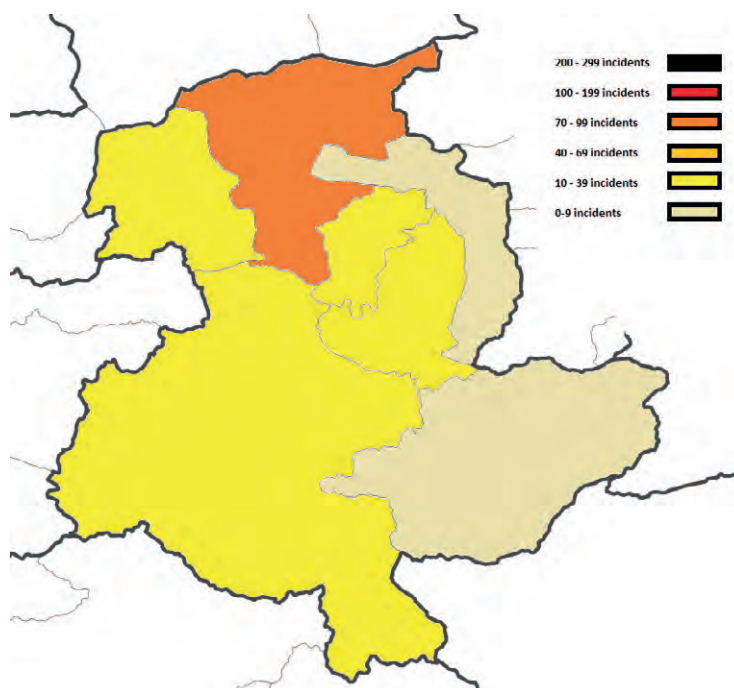 200 - 299 incidents
100 - 199 incidents
70 - 99 incidents
40 - 69 incidents
10 - 39 incidents
0-9 incidents